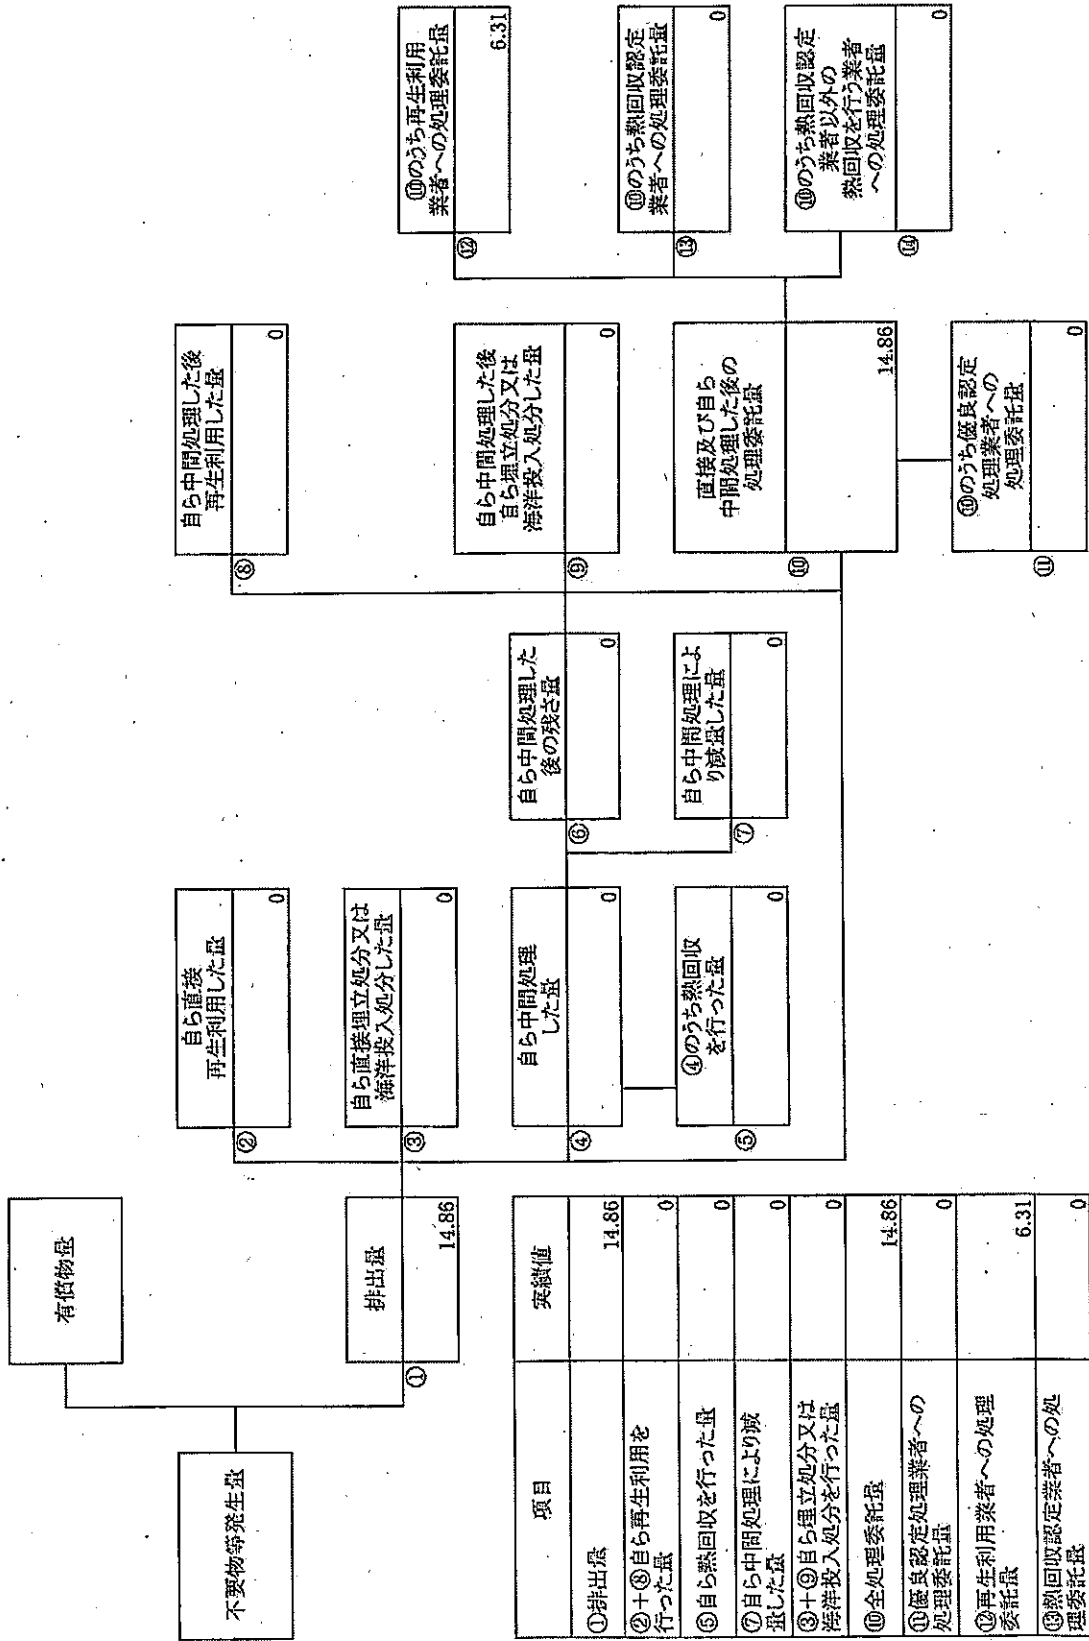 不要物等発生量
有償物量
①
排出量
14.86
②
自ら直接
再生利用した量
0
③
自ら直接埋立処分又は
海洋投入処分した量
0
④
自ら中間処理
した量
0
⑤
④のうち熱回収
を行った量
0
⑥
自ら中間処理した
後の残さ量
0
⑦
自ら中間処理によ
り減量した量
0
⑧
自ら中間処理した後
再生利用した量
0
⑨
自ら中間処理した後
自ら埋立処分又は
海洋投入処分した量
0
⑩
直接及び自ら
中間処理した後の
処理委託量
14.86
⑪
⑩のうち優良認定
処理業者への
処理委託量
0
⑫
⑩のうち再生利用
業者への処理委託量
6.31
⑬
⑩のうち熱回収認定
業者への処理委託量
0
⑭
⑩のうち熱回収認定
業者以外の
熱回収を行う業者
への処理委託量
0
項目
実績値
①排出量
14.86
②+⑧自ら再生利用を
行った量
0
⑤自ら熱回収を行った量
0
⑦自ら中間処理により減
量した量
0
③+⑨自ら埋立処分又は
海洋投入処分を行った量
0
⑩全処理委託量
14.86
⑪優良認定処理業者への
処理委託量
0
⑫再生利用業者への処理
委託量
6.31
⑬熱回収認定業者への処
理委託量
0